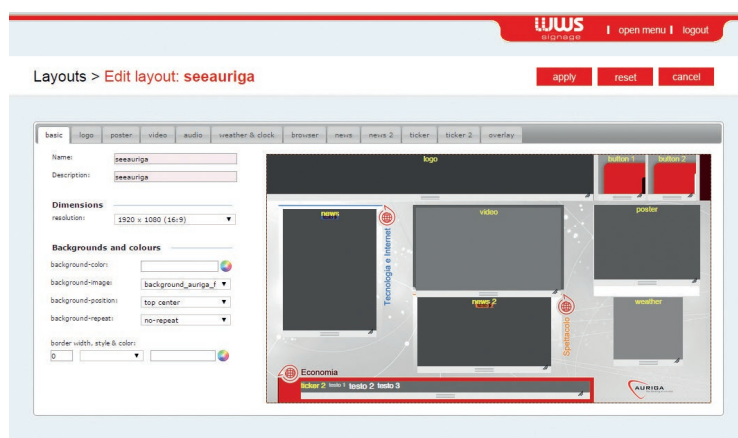 WWS
signage
open menu
logout
Layouts > Edit layout: seeauriga
apply
reset
cancel
basic
logo
poster
video
audio
weather & clock
browser
news
news 2
ticker
ticker 2
overlay
Name:
seeauriga
Description:
seeauriga
Dimensions
resolution:
1920 x 1080 (16:9)
Backgrounds and colours
background-color:
background-image:
background_auriga_f
background-position:
top center
background-repeat:
no-repeat
border width, style & color:
0
logo
button 1
button 2
news
Tecnologia e Internet
video
poster
news 2
Spettacolo
weather
Economia
ticker 2 testo 1 testo 2 testo 3
AURIGA